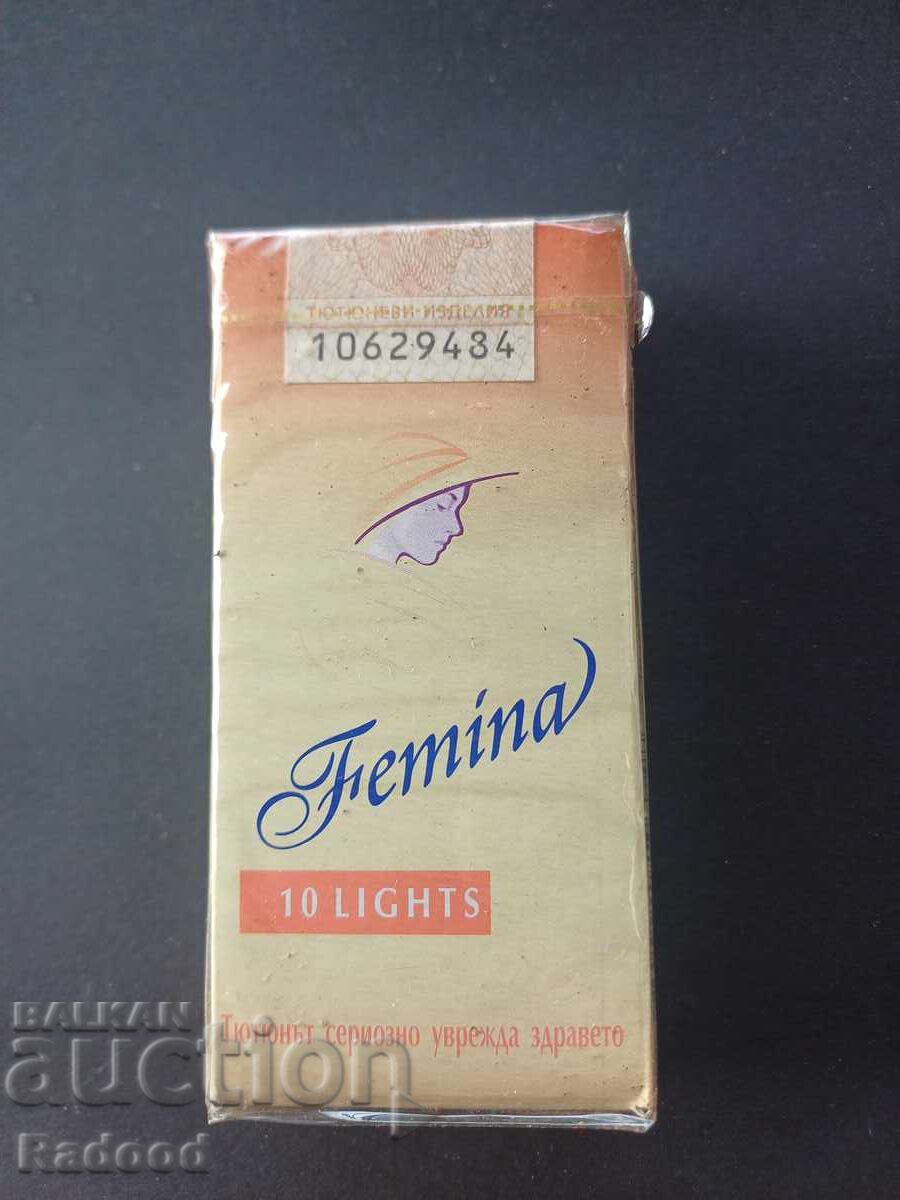 ТЮТЮНЕВИ ИЗДЕЛИЯ
10629484
Femina
10 LIGHTS
Тютюнът сериозно уврежда здравето
BALKAN
auction
Radood